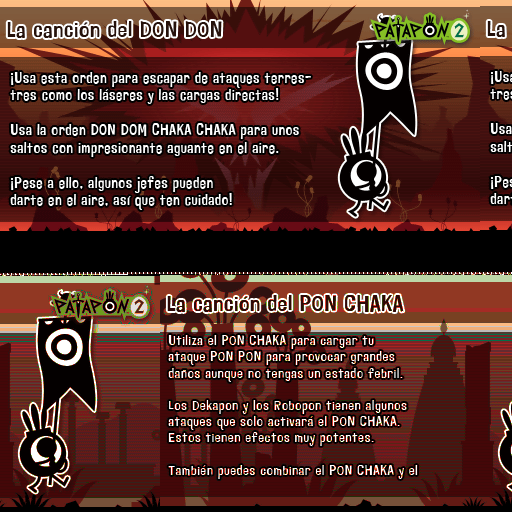 La canción del DON DON
PATAPON 2
La
¡Usa esta orden para escapar de ataques terres-
tres como los láseres y las cargas directas!
Usa la orden DON DOM CHAKA CHAKA para unos
saltos con impresionante aguante en el aire.
¡Pese a ello, algunos jefes pueden
darte en el aire, así que ten cuidado!
¡Usa
tres
Usa
salt
¡Pes
dar
PATAPON 2
La canción del PON CHAKA
Utiliza el PON CHAKA para cargar tu
ataque PON PON para provocar grandes
daños aunque no tengas un estado febril.
Los Dekapon y los Robopon tienen algunos
ataques que solo activará el PON CHAKA.
Estos tienen efectos muy potentes.
También puedes combinar el PON CHAKA y el